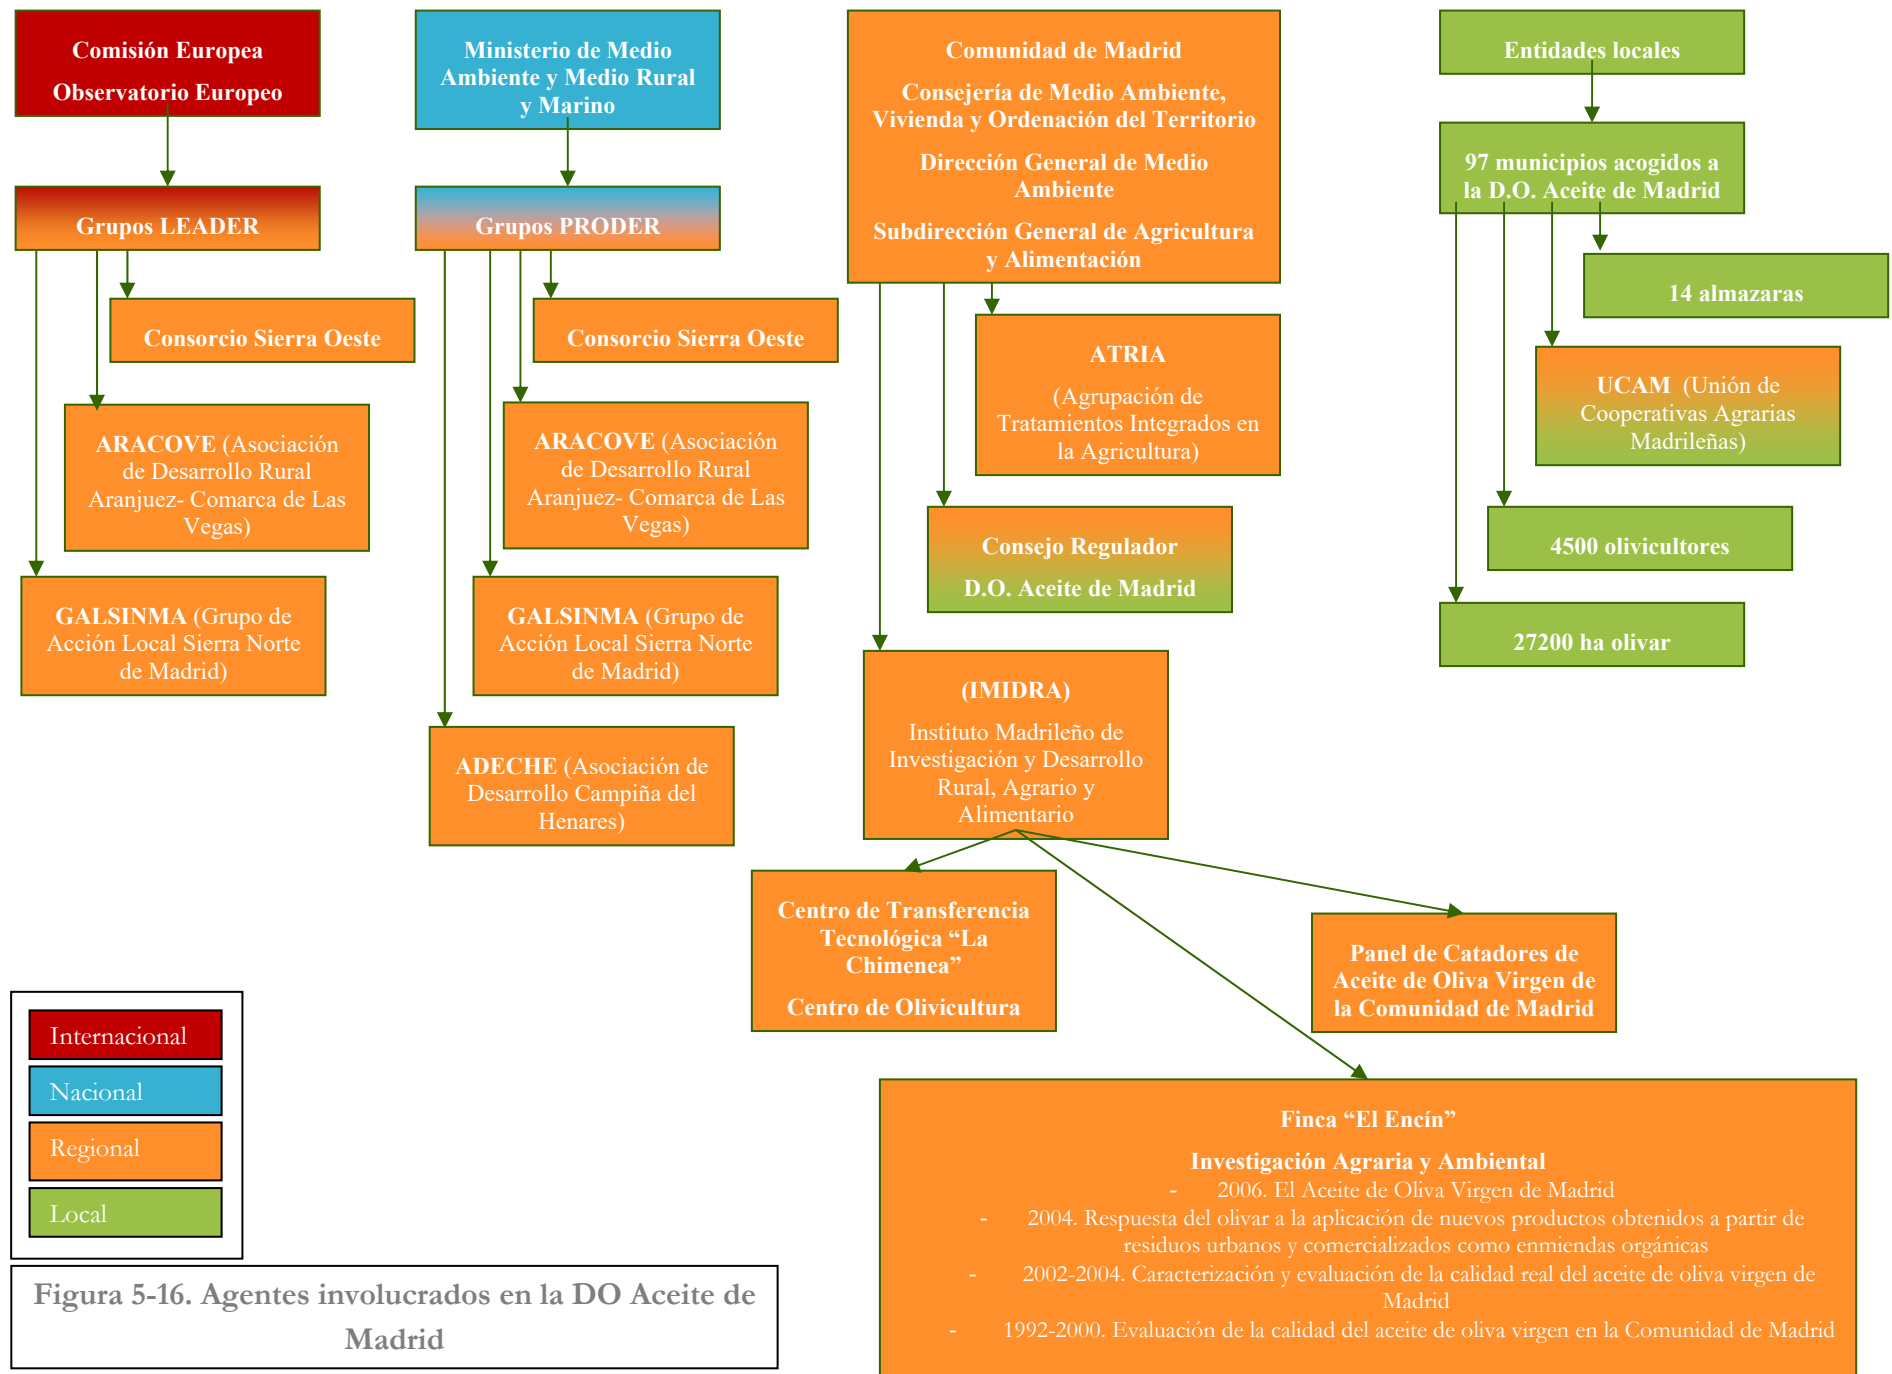 Comisión Europea
Observatorio Europeo
Grupos LEADER
Consorcio Sierra Oeste
ARACOVE (Asociación
de Desarrollo Rural
Aranjuez- Comarca de Las
Vegas)
GALSINMA (Grupo de
Acción Local Sierra Norte
de Madrid)
Ministerio de Medio
Ambiente y Medio Rural
y Marino
Grupos PRODER
Consorcio Sierra Oeste
ARACOVE (Asociación
de Desarrollo Rural
Aranjuez- Comarca de Las
Vegas)
GALSINMA (Grupo de
Acción Local Sierra Norte
de Madrid)
ADECHE (Asociación de
Desarrollo Campiña del
Henares)
Comunidad de Madrid
Consejería de Medio Ambiente,
Vivienda y Ordenación del Territorio
Dirección General de Medio
Ambiente
Subdirección General de Agricultura
y Alimentación
ATRIA
(Agrupación de
Tratamientos Integrados en
la Agricultura)
Consejo Regulador
D.O. Aceite de Madrid
(IMIDRA)
Instituto Madrileño de
Investigación y Desarrollo
Rural, Agrario y
Alimentario
Centro de Transferencia
Tecnológica “La
Chimenea”
Centro de Olivicultura
Panel de Catadores de
Aceite de Oliva Virgen de
la Comunidad de Madrid
Finca “El Encín”
Investigación Agraria y Ambiental
- 2006. El Aceite de Oliva Virgen de Madrid
- 2004. Respuesta del olivar a la aplicación de nuevos productos obtenidos a partir de
residuos urbanos y comercializados como enmiendas orgánicas
- 2002-2004. Caracterización y evaluación de la calidad real del aceite de oliva virgen de
Madrid
- 1992-2000. Evaluación de la calidad del aceite de oliva virgen en la Comunidad de Madrid
Entidades locales
97 municipios acogidos a
la D.O. Aceite de Madrid
14 almazaras
UCAM (Unión de
Cooperativas Agrarias
Madrileñas)
4500 olivicultores
27200 ha olivar
Internacional
Nacional
Regional
Local
Figura 5-16. Agentes involucrados en la DO Aceite de
Madrid